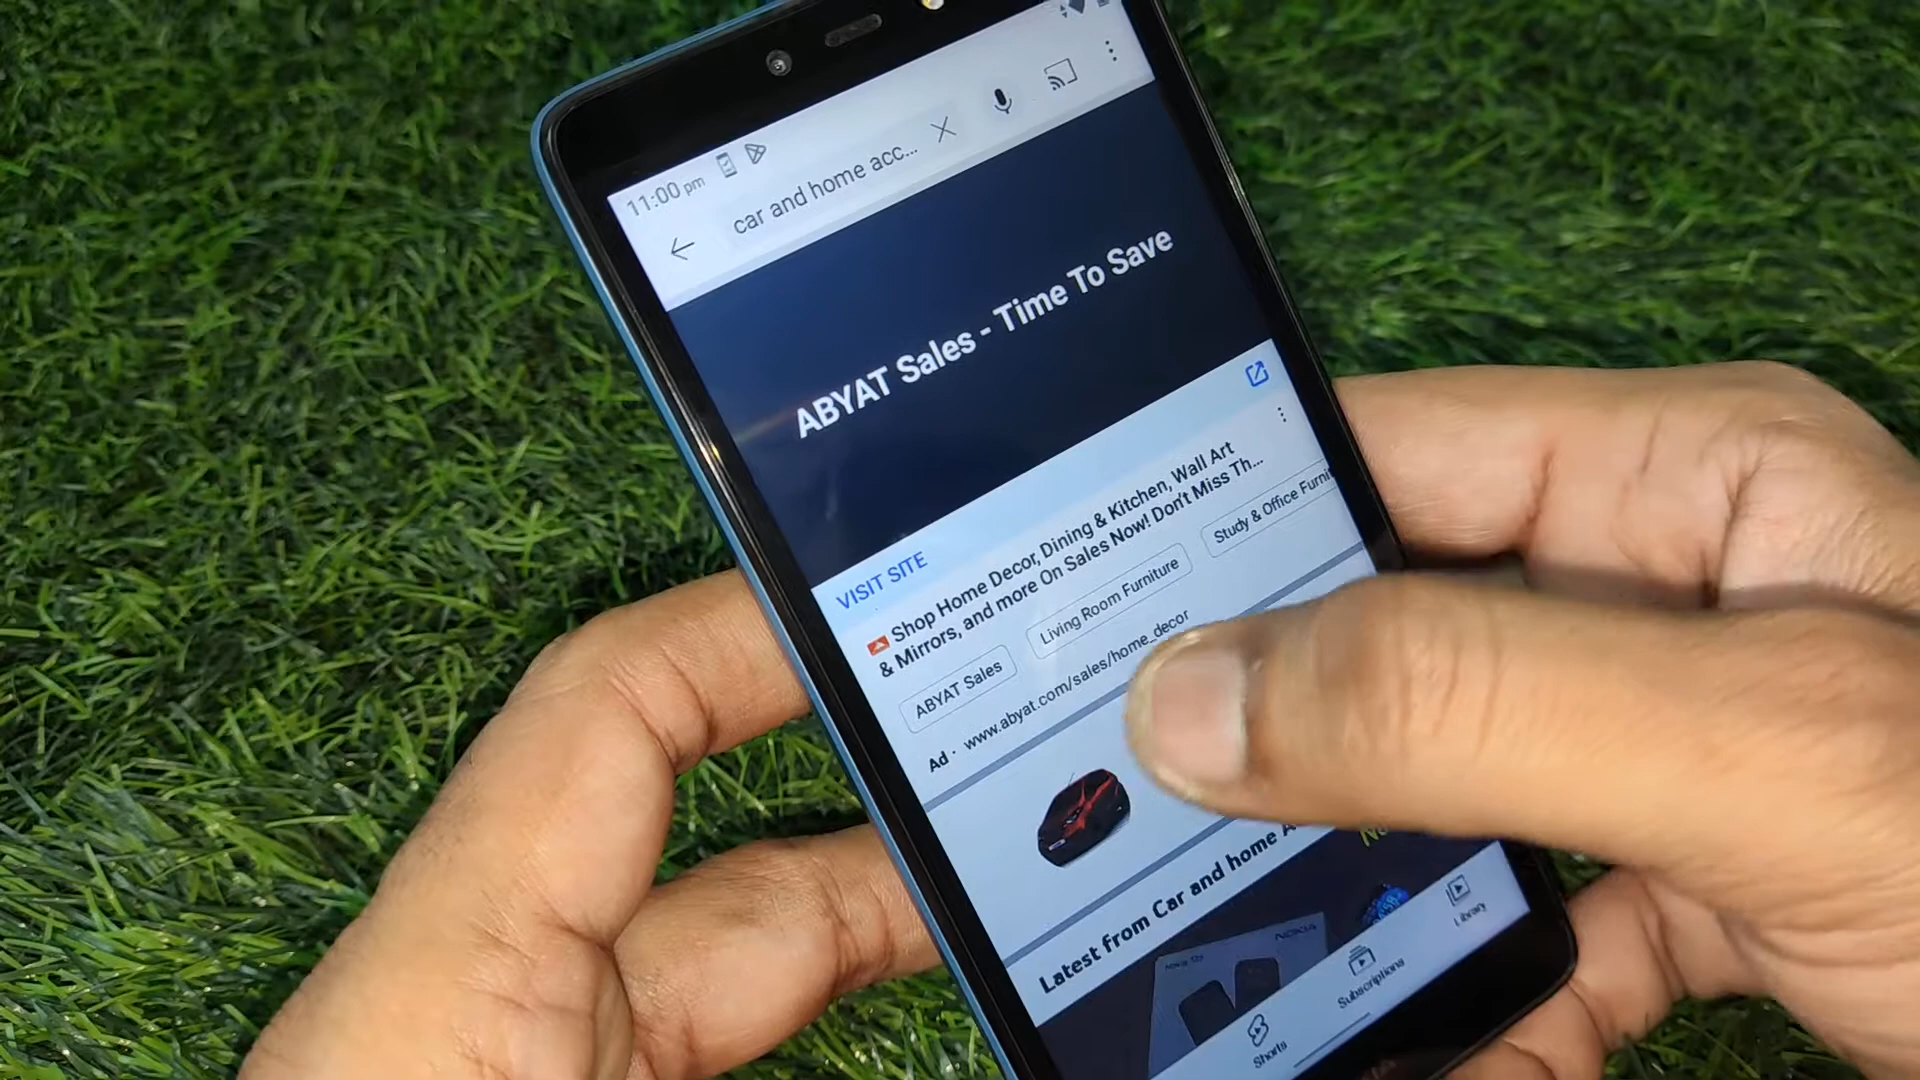 11:00 pm
car and home acc...
ABYAT Sales - Time To Save
VISIT SITE
Shop Home Decor, Dining & Kitchen, Wall Art
& Mirrors, and more On Sales Now! Don't Miss Th...
ABYAT Sales
Living Room Furniture
Study & Office Furni
Ad · www.abyat.com/sales/home_decor
Latest from Car and home A
NOKIA
Shorts
Subscriptions
Library